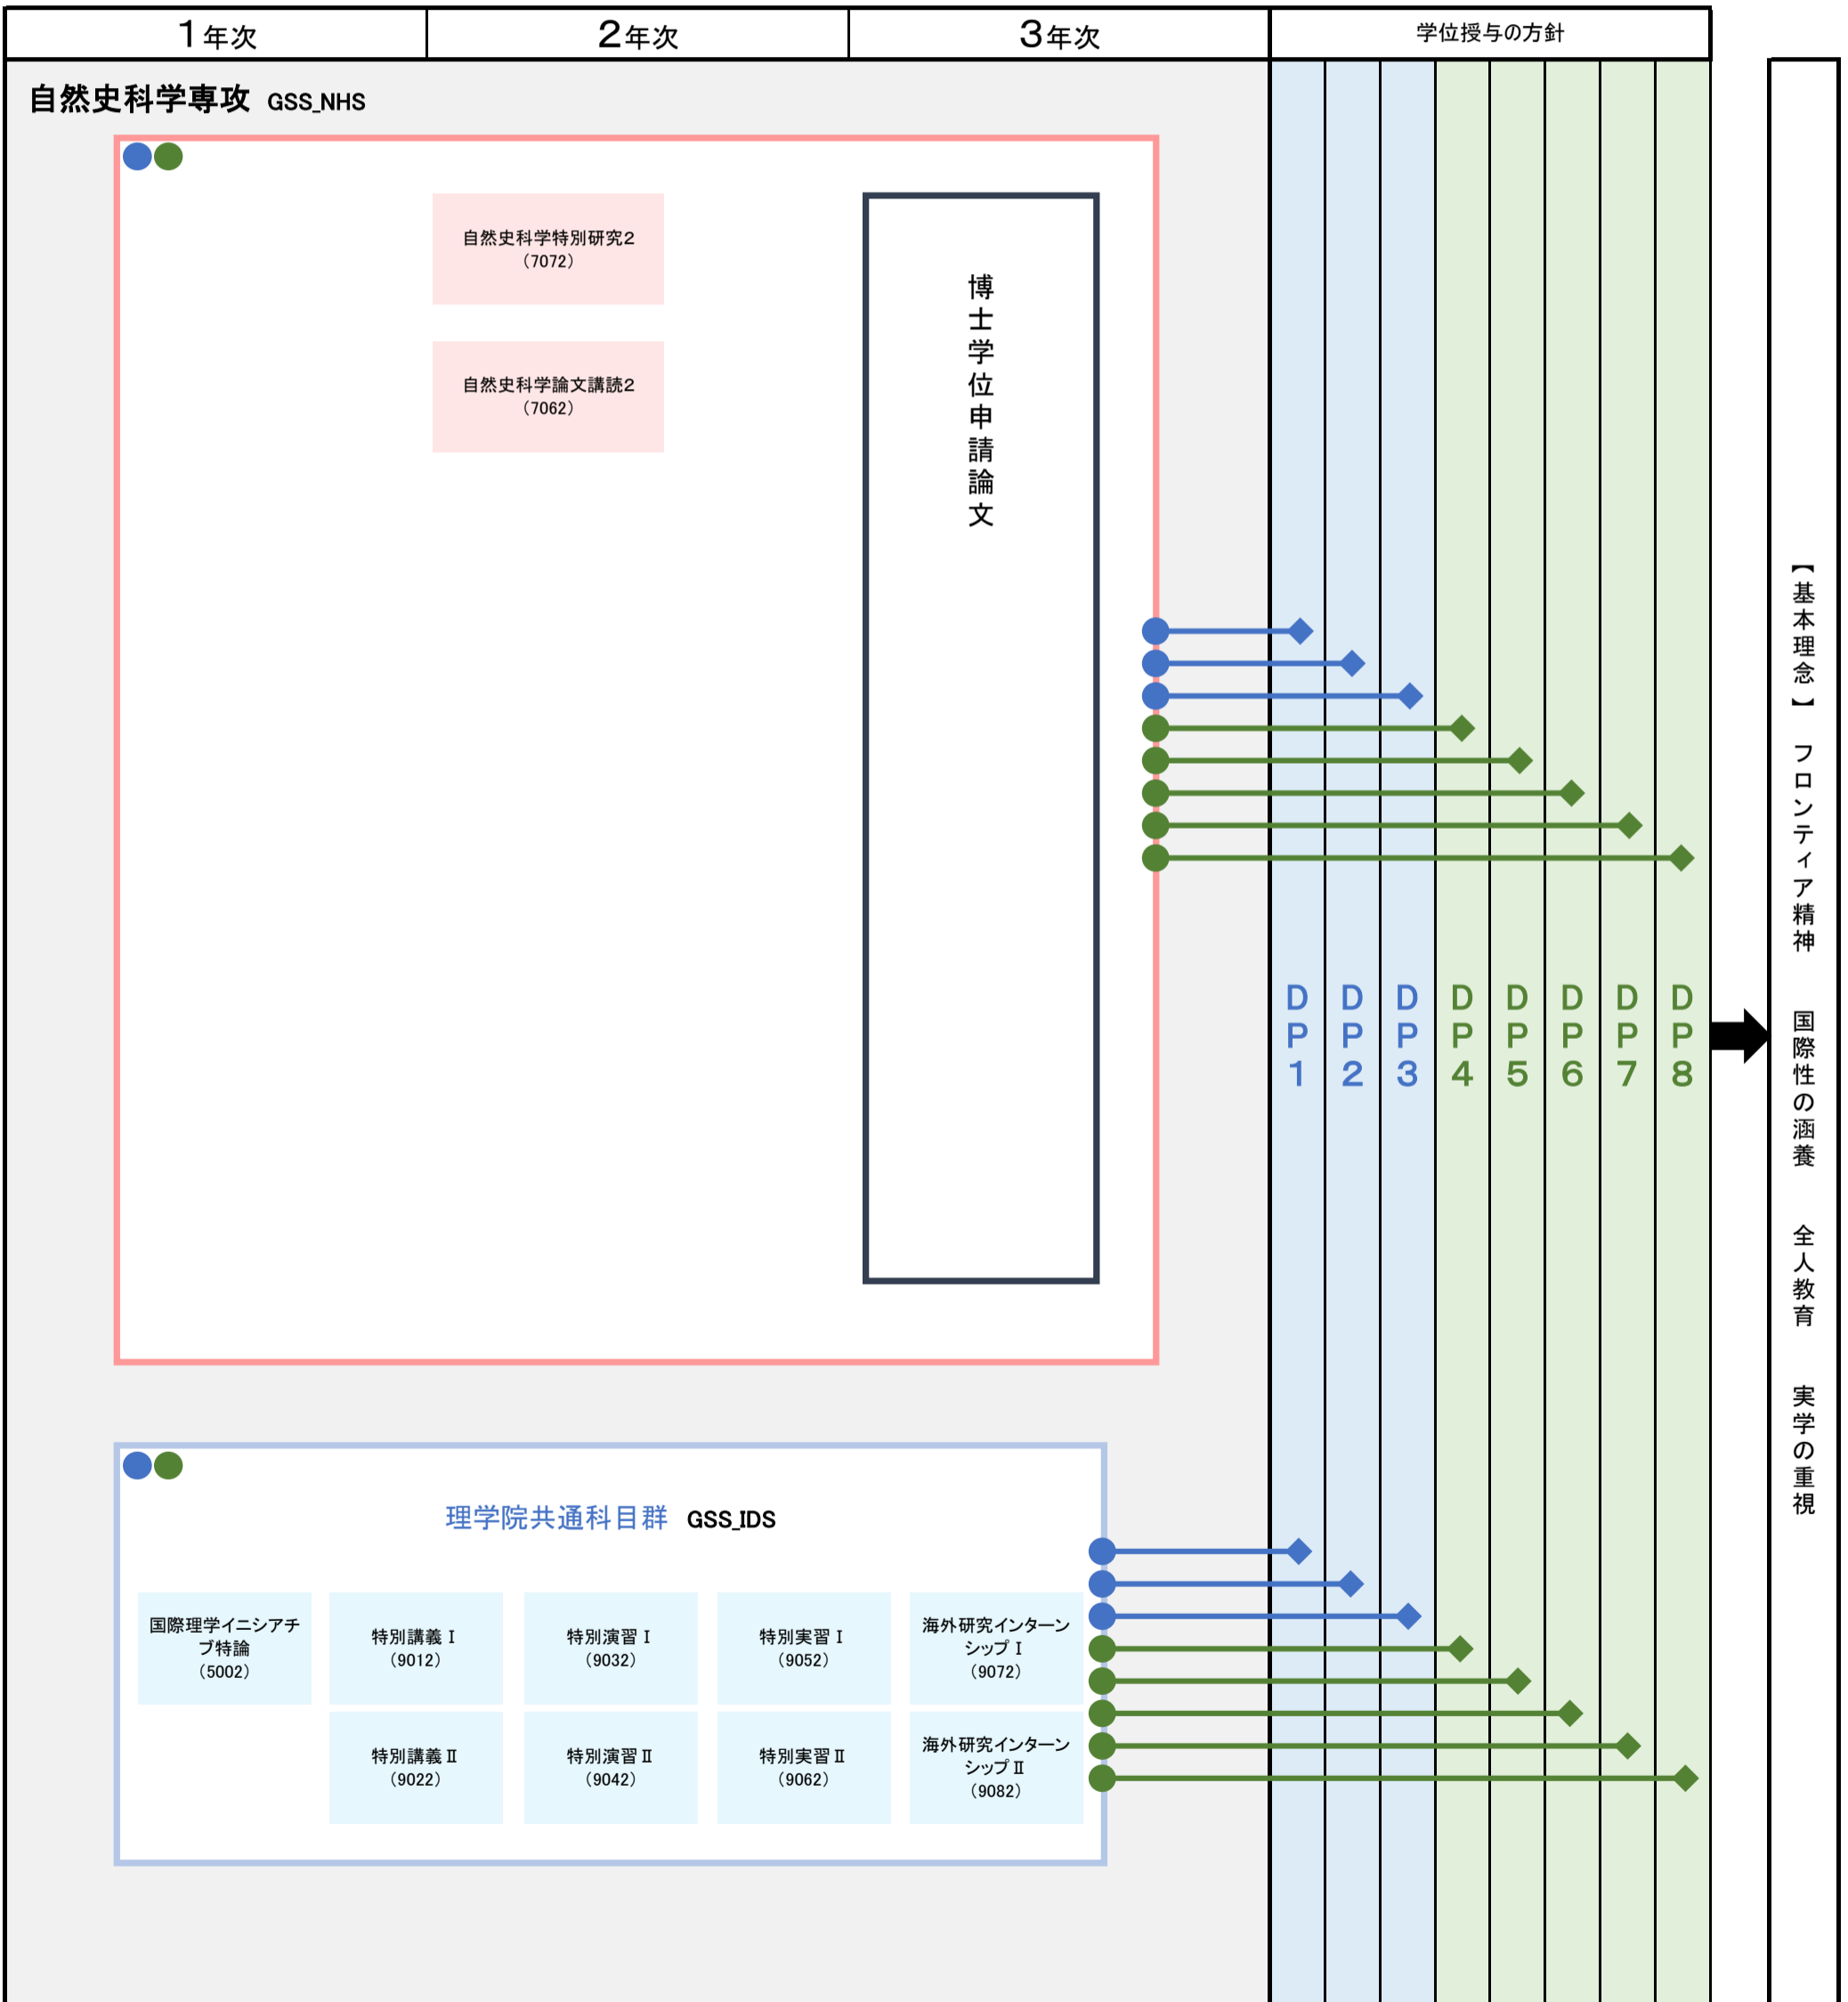 1年次
2年次
3年次
学位授与の方針
自然史科学専攻 GSS_NHS
自然史科学特別研究2
（7072）
自然史科学論文講読2
（7062）
博士学位申請論文
DP1
DP2
DP3
DP4
DP5
DP6
DP7
DP8
【基本理念】 フロンティア精神 国際性の涵養 全人教育 実学の重視
理学院共通科目群 GSS_IDS
国際理学イニシアチ
ブ特論
（5002）
特別講義Ⅰ
（9012）
特別演習Ⅰ
（9032）
特別実習Ⅰ
（9052）
海外研究インターン
シップⅠ
（9072）
特別講義Ⅱ
（9022）
特別演習Ⅱ
（9042）
特別実習Ⅱ
（9062）
海外研究インターン
シップⅡ
（9082）